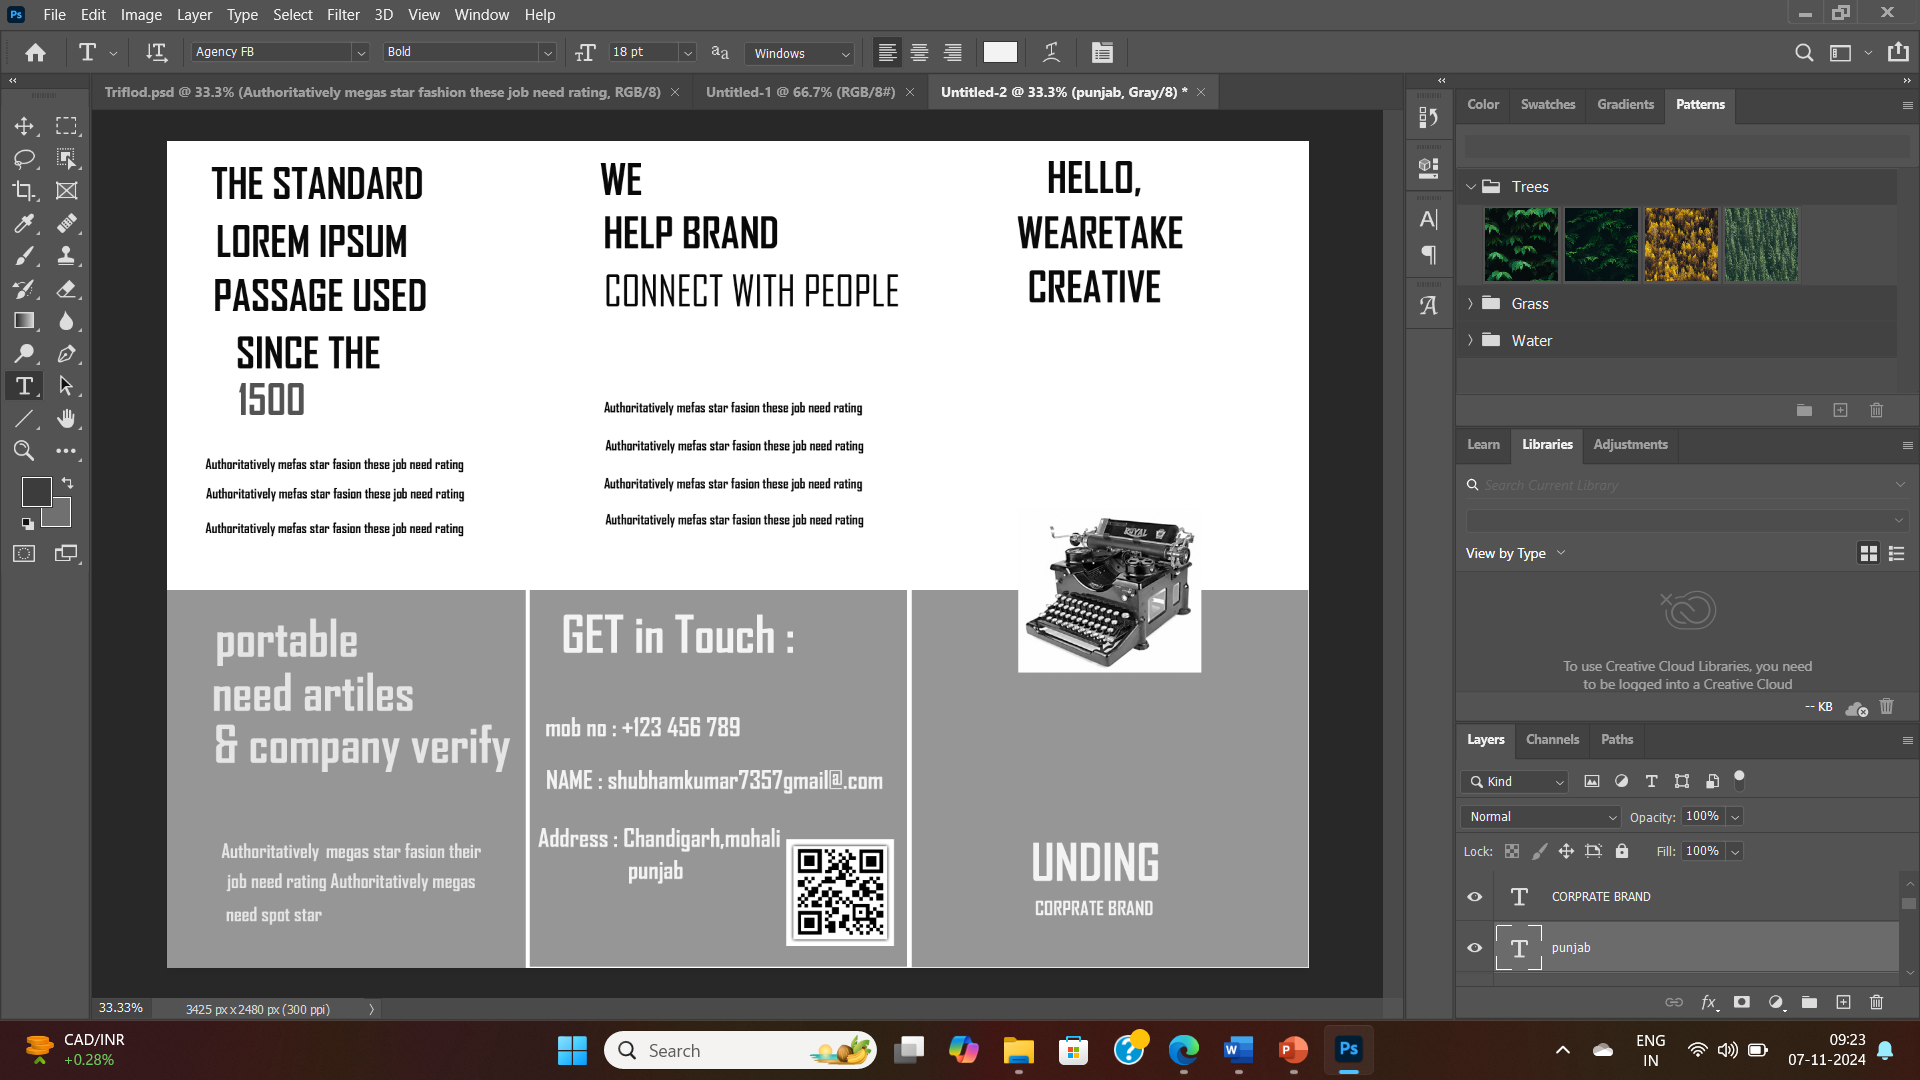 Ps File Edit Image Layer Type Select Filter 3D View Window Help
T Agency FB Bold 18 pt aa Windows
Triflod.psd @ 33.3% (Authoritatively megas star fashion these job need rating, RGB/8)
Untitled-1 @ 66.7% (RGB/8#)
Untitled-2 @ 33.3% (punjab, Gray/8) *
THE STANDARD
LOREM IPSUM
PASSAGE USED
SINCE THE
1500
Authoritatively mefas star fasion these job need rating
Authoritatively mefas star fasion these job need rating
Authoritatively mefas star fasion these job need rating
WE
HELP BRAND
CONNECT WITH PEOPLE
Authoritatively mefas star fasion these job need rating
Authoritatively mefas star fasion these job need rating
Authoritatively mefas star fasion these job need rating
Authoritatively mefas star fasion these job need rating
HELLO,
WEARETAKE
CREATIVE
ROYAL
portable
need artiles
& company verify
Authoritatively megas star fasion their
job need rating Authoritatively megas
need spot star
GET in Touch :
mob no : +123 456 789
NAME : shubhamkumar7357gmail@.com
Address : Chandigarh,mohali
punjab
UNDING
CORPRATE BRAND
Color Swatches Gradients Patterns
Trees
Grass
Water
Learn Libraries Adjustments
Search Current Library
View by Type
To use Creative Cloud Libraries, you need
to be logged into a Creative Cloud
-- KB
Layers Channels Paths
Kind
Normal Opacity: 100%
Lock: Fill: 100%
CORPRATE BRAND
punjab
fx
33.33% 3425 px x 2480 px (300 ppi)
CAD/INR
+0.28%
Search
ENG
IN
09:23
07-11-2024